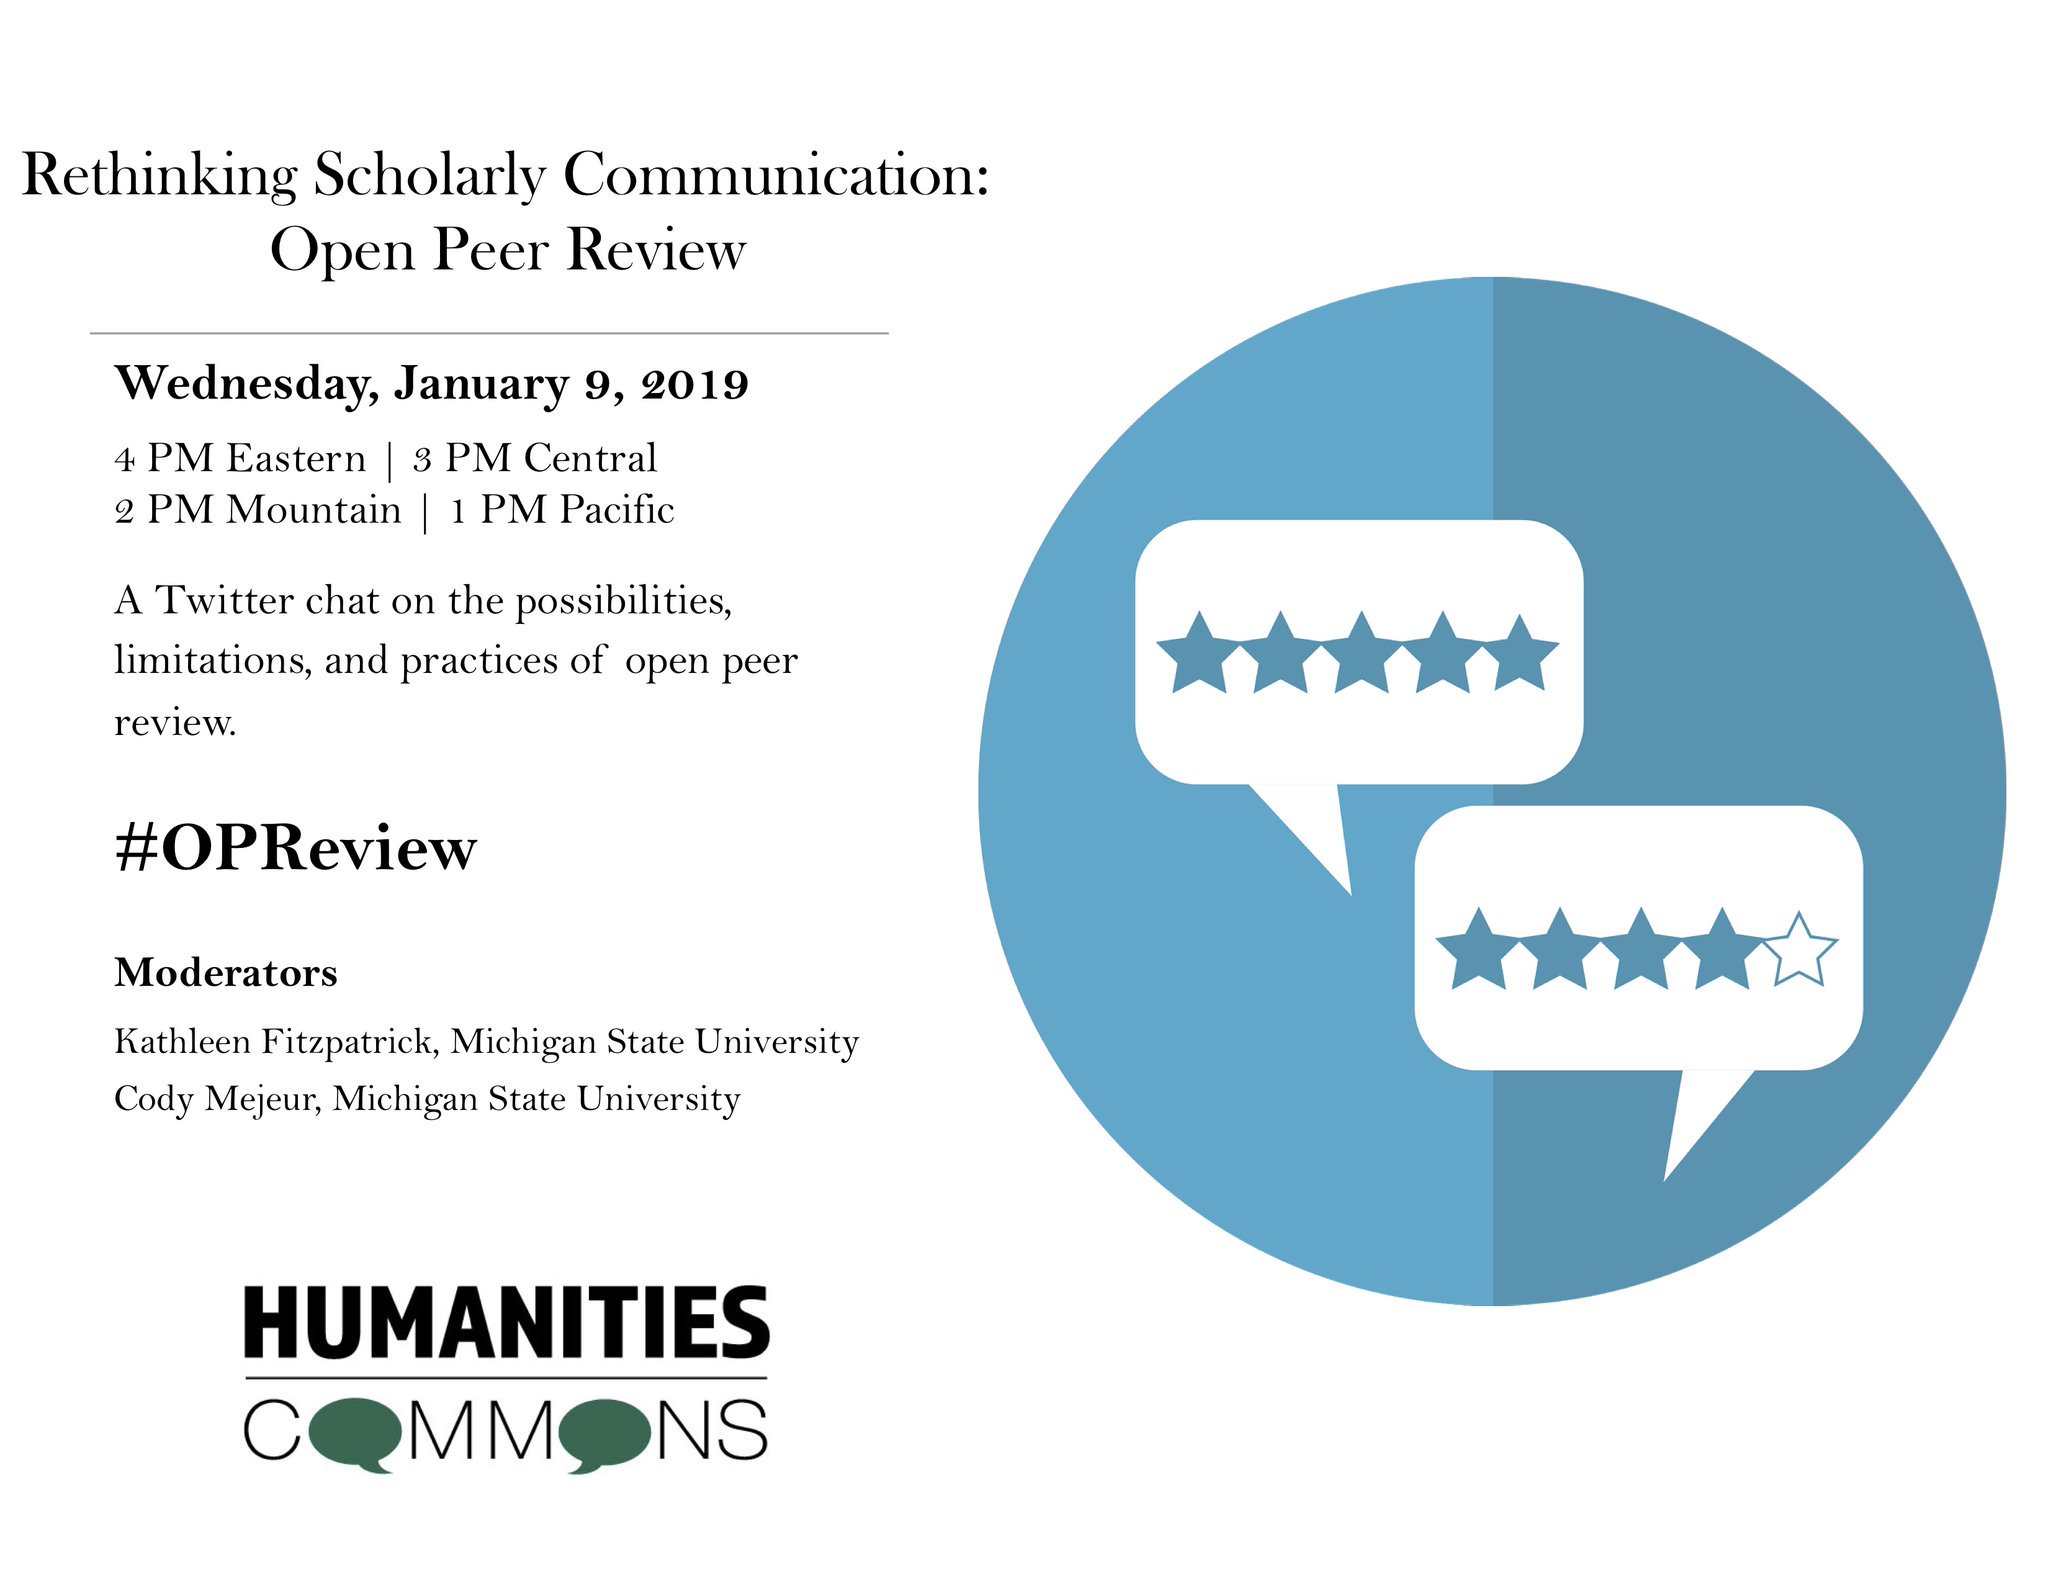 Rethinking Scholarly Communication:
Open Peer Review
Wednesday, January 9, 2019
4 PM Eastern | 3 PM Central
2 PM Mountain | 1 PM Pacific
A Twitter chat on the possibilities,
limitations, and practices of open peer
review.
#OPReview
Moderators
Kathleen Fitzpatrick, Michigan State University
Cody Mejeur, Michigan State University
HUMANITIES
COMMONS